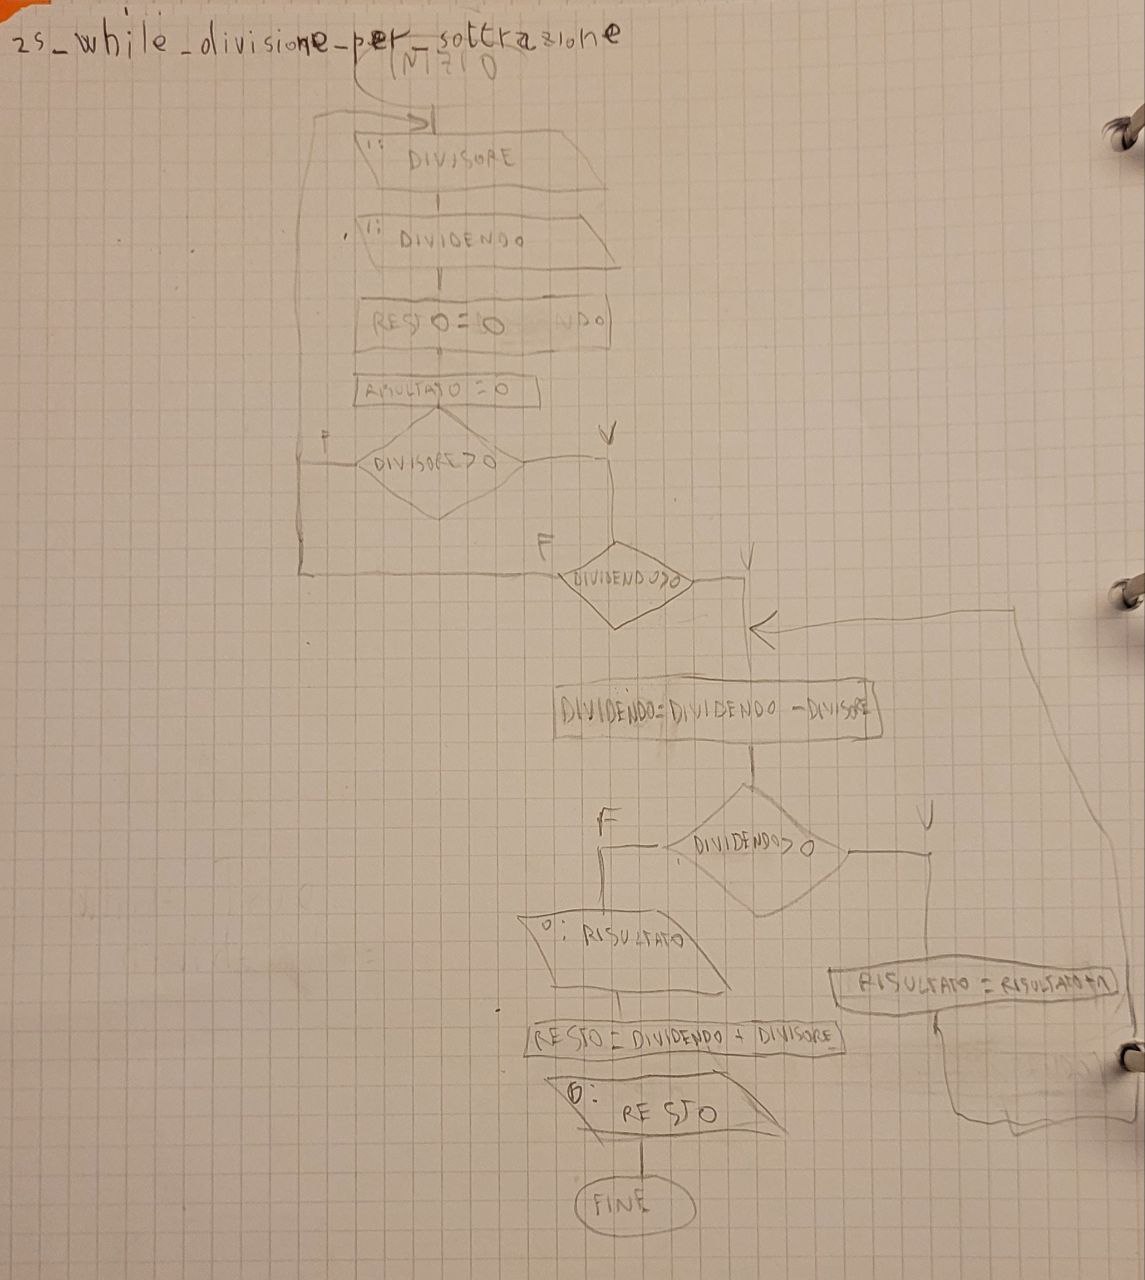 25_while_divisione_per_sottrazione
INIZIO
I: DIVISORE
I: DIVIDENDO
RESTO = 0 NDO
RISULTATO = 0
F V
DIVISORE > 0
F V
DIVIDENDO>0
DIVIDENDO=DIVIDENDO -DIVISORE
F V
DIVIDENDO > 0
O: RISULTATO
RISULTATO = RISULTATO+1
RESTO = DIVIDENDO + DIVISORE
O: RESTO
FINE